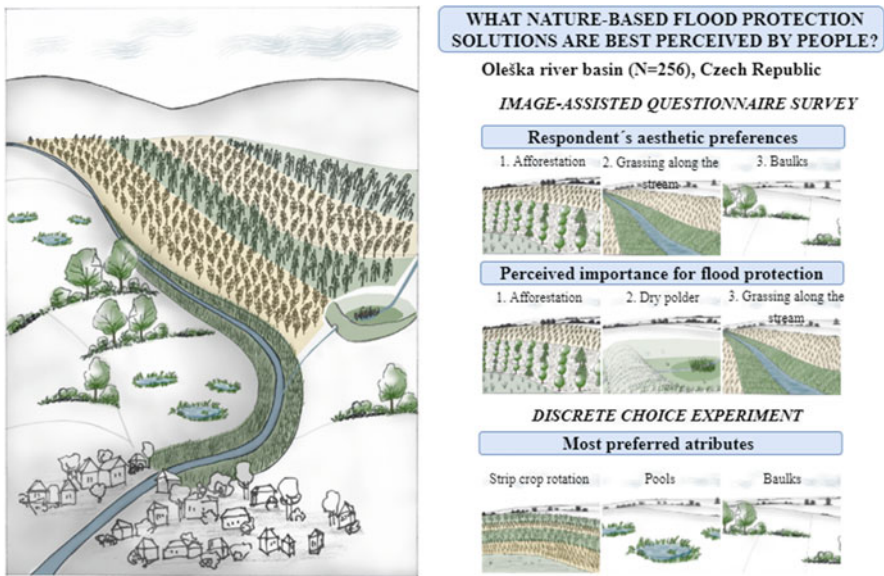 WHAT NATURE-BASED FLOOD PROTECTION
SOLUTIONS ARE BEST PERCEIVED BY PEOPLE?
Oleška river basin (N=256), Czech Republic
IMAGE-ASSISTED QUESTIONNAIRE SURVEY
Respondent´s aesthetic preferences
1. Afforestation
2. Grassing along the
stream
3. Baulks
Perceived importance for flood protection
1. Afforestation
2. Dry polder
3. Grassing along the
stream
DISCRETE CHOICE EXPERIMENT
Most preferred atributes
Strip crop rotation
Pools
Baulks